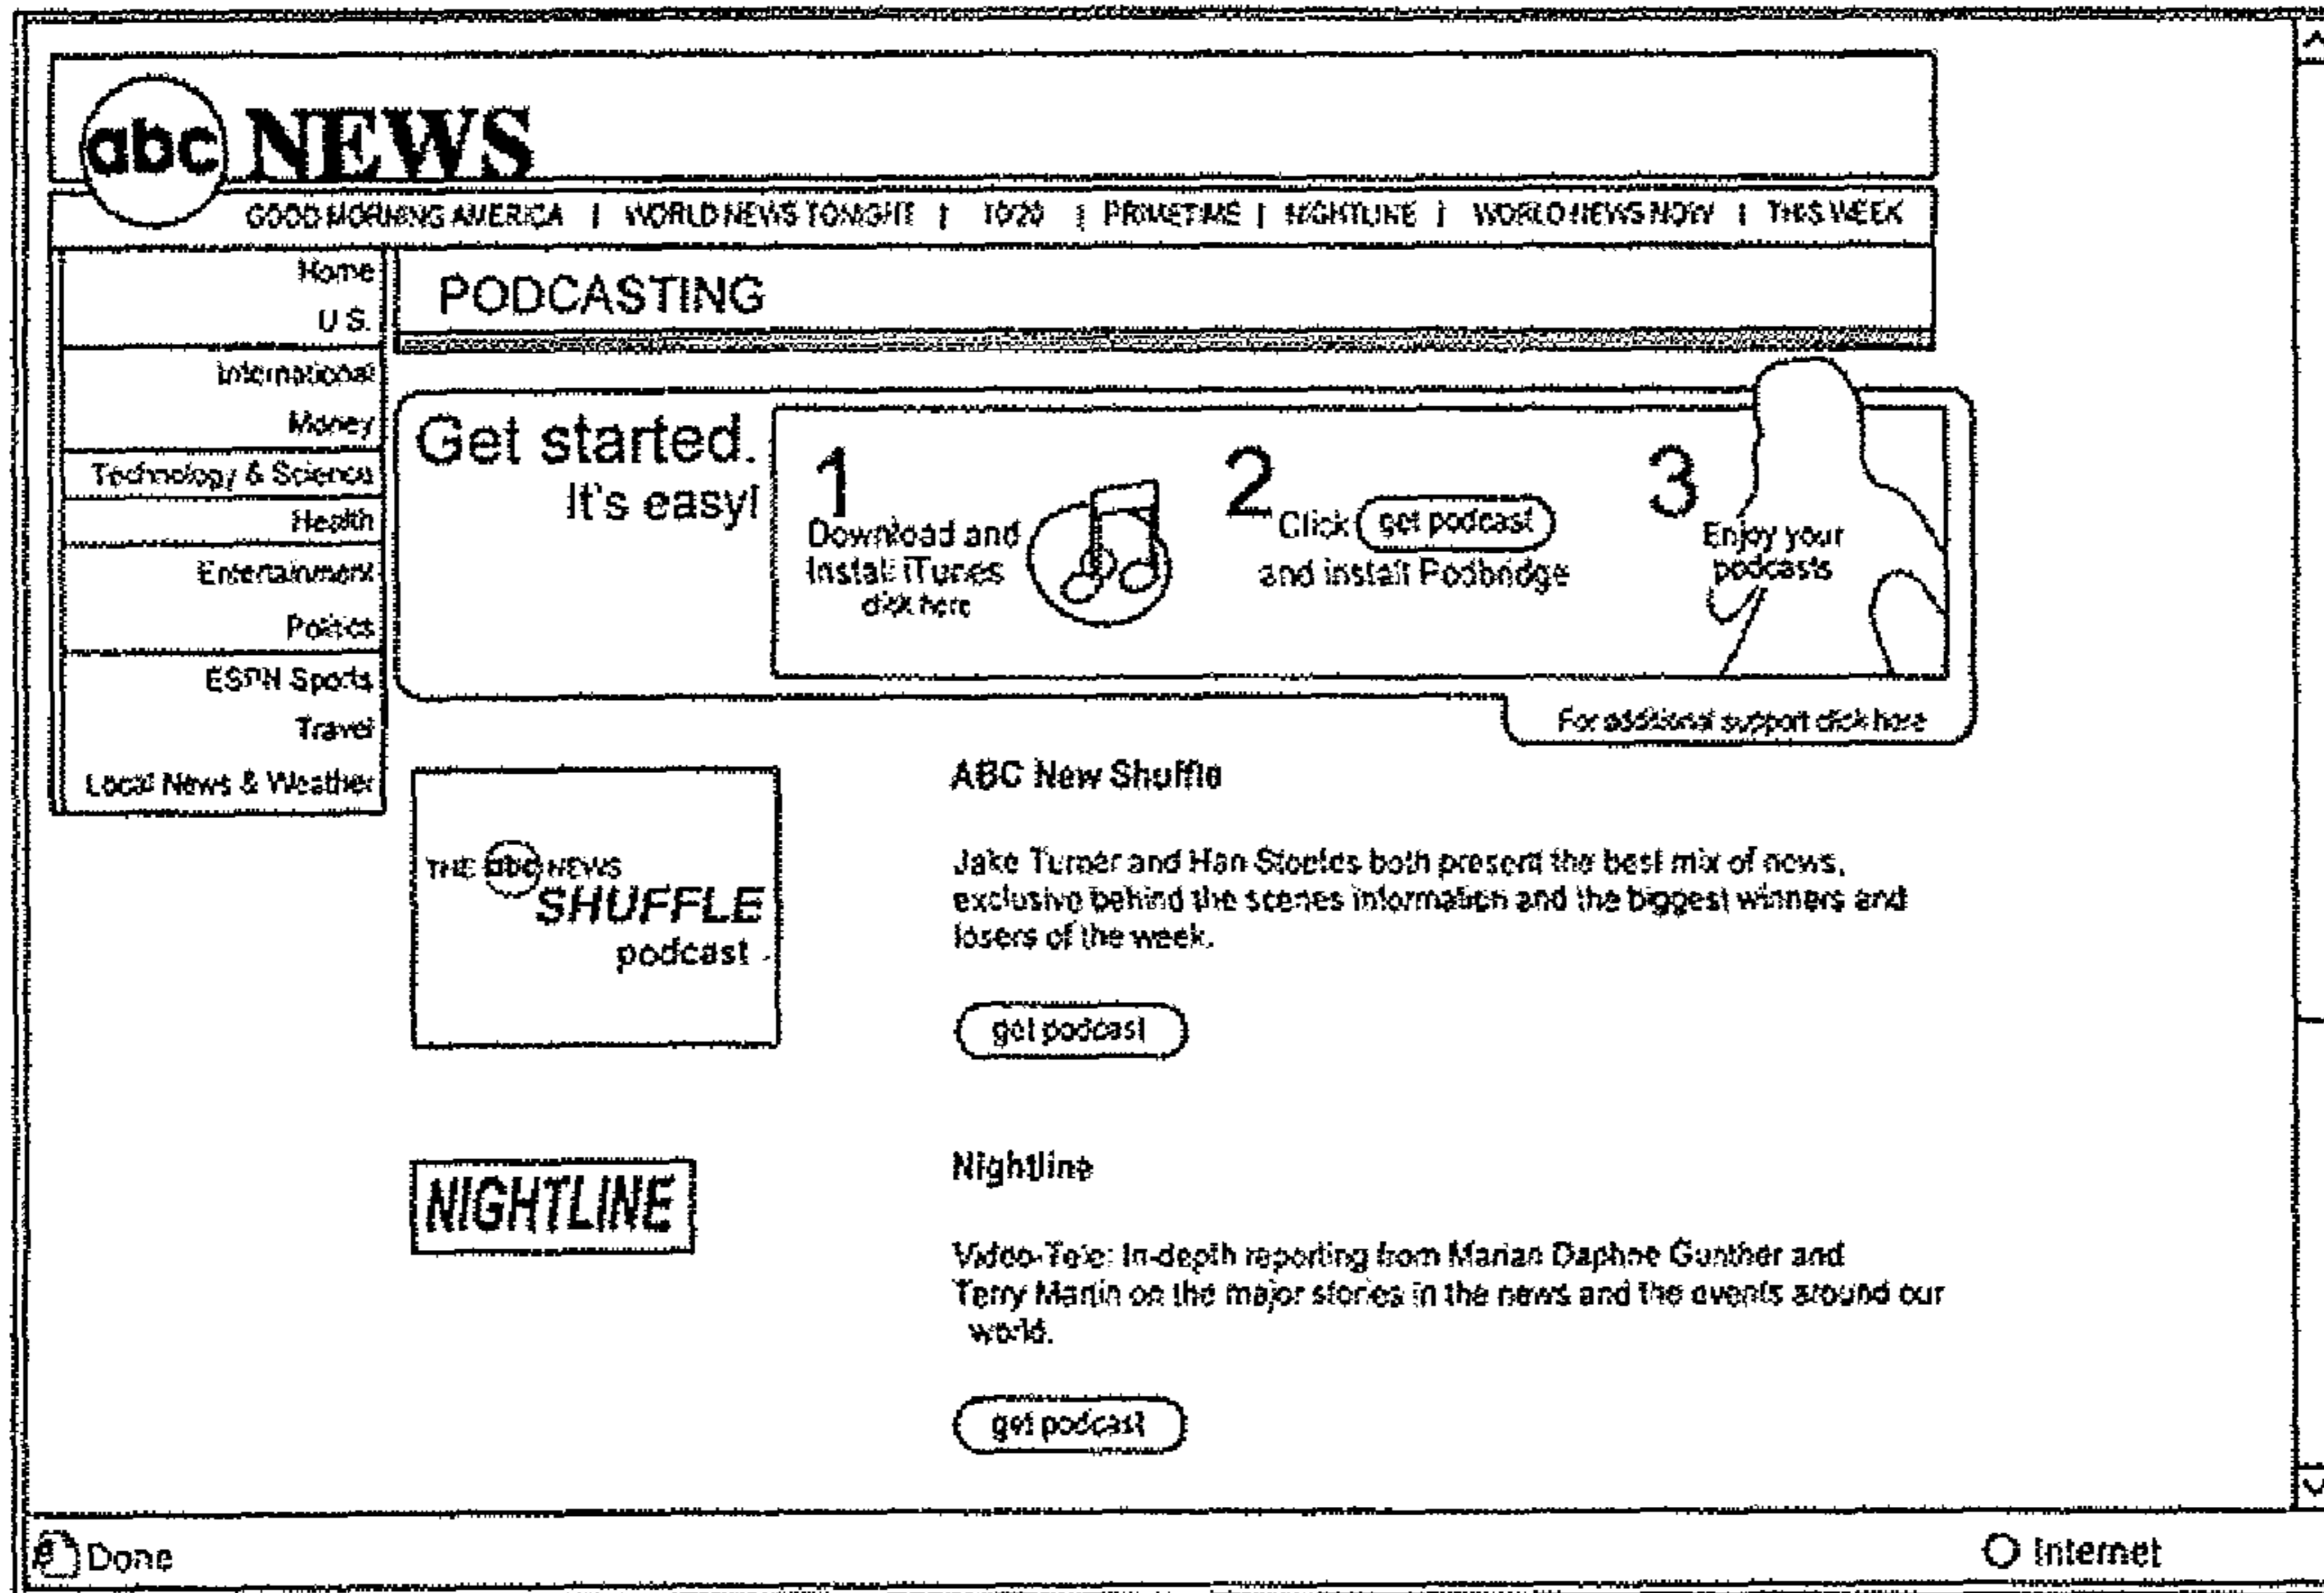 abc NEWS
GOOD MORNING AMERICA | WORLD NEWS TONIGHT | 10/20 | PRIMETIME | NIGHTLINE | WORLD NEWS NOW | THIS WEEK
Home
U S.
International
Money
Technology & Science
Health
Entertainment
Politics
ESPN Sports
Travel
Local News & Weather
PODCASTING
Get started.
It's easy!
1
Download and
Install iTunes
click here
2
Click get podcast
and install Podbridge
3
Enjoy your
podcasts
For additional support click here
THE abc NEWS
SHUFFLE
podcast
ABC New Shuffle
Jake Turner and Han both present the best mix of news,
exclusive behind the scenes information and the biggest winners and
losers of the week.
get podcast
NIGHTLINE
Nightline
In-depth reporting from Marian Daphne Gunther and
Terry Martin on the major stories in the news and the events around our
world.
get podcast
Done
Internet